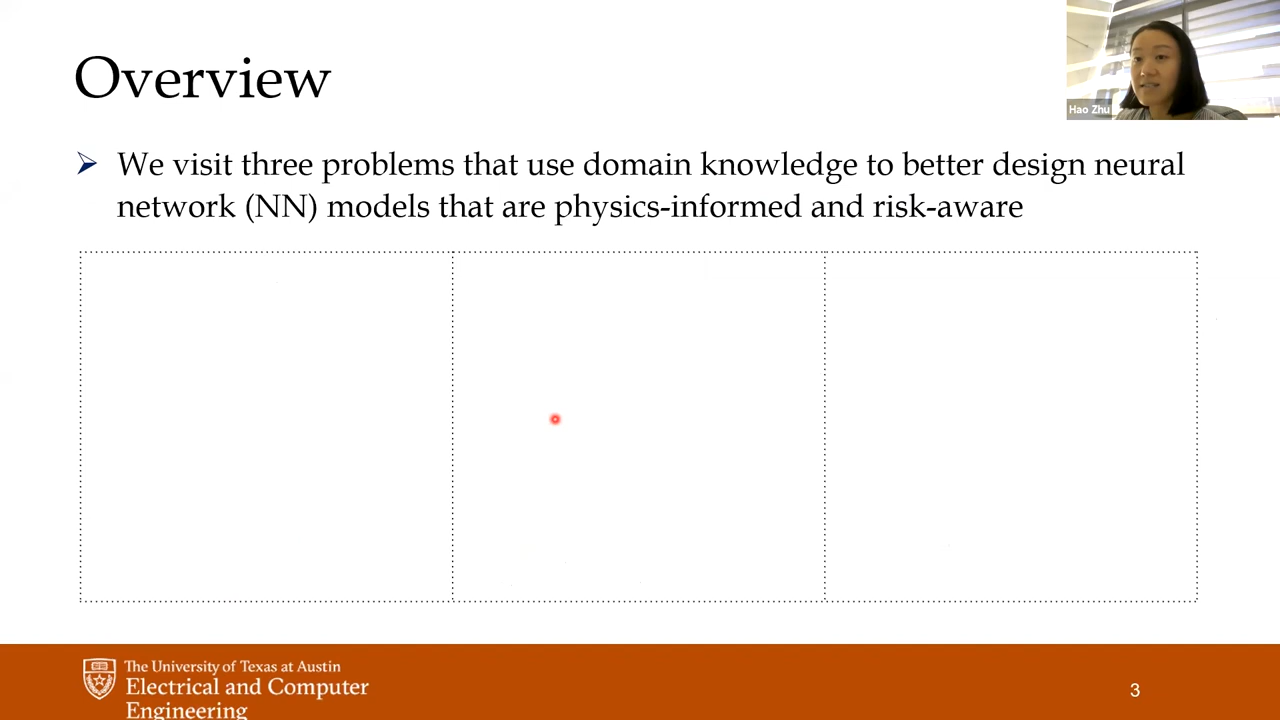 Overview
Hao Zhu
➢ We visit three problems that use domain knowledge to better design neural
network (NN) models that are physics-informed and risk-aware
The University of Texas at Austin
Electrical and Computer
Engineering
3